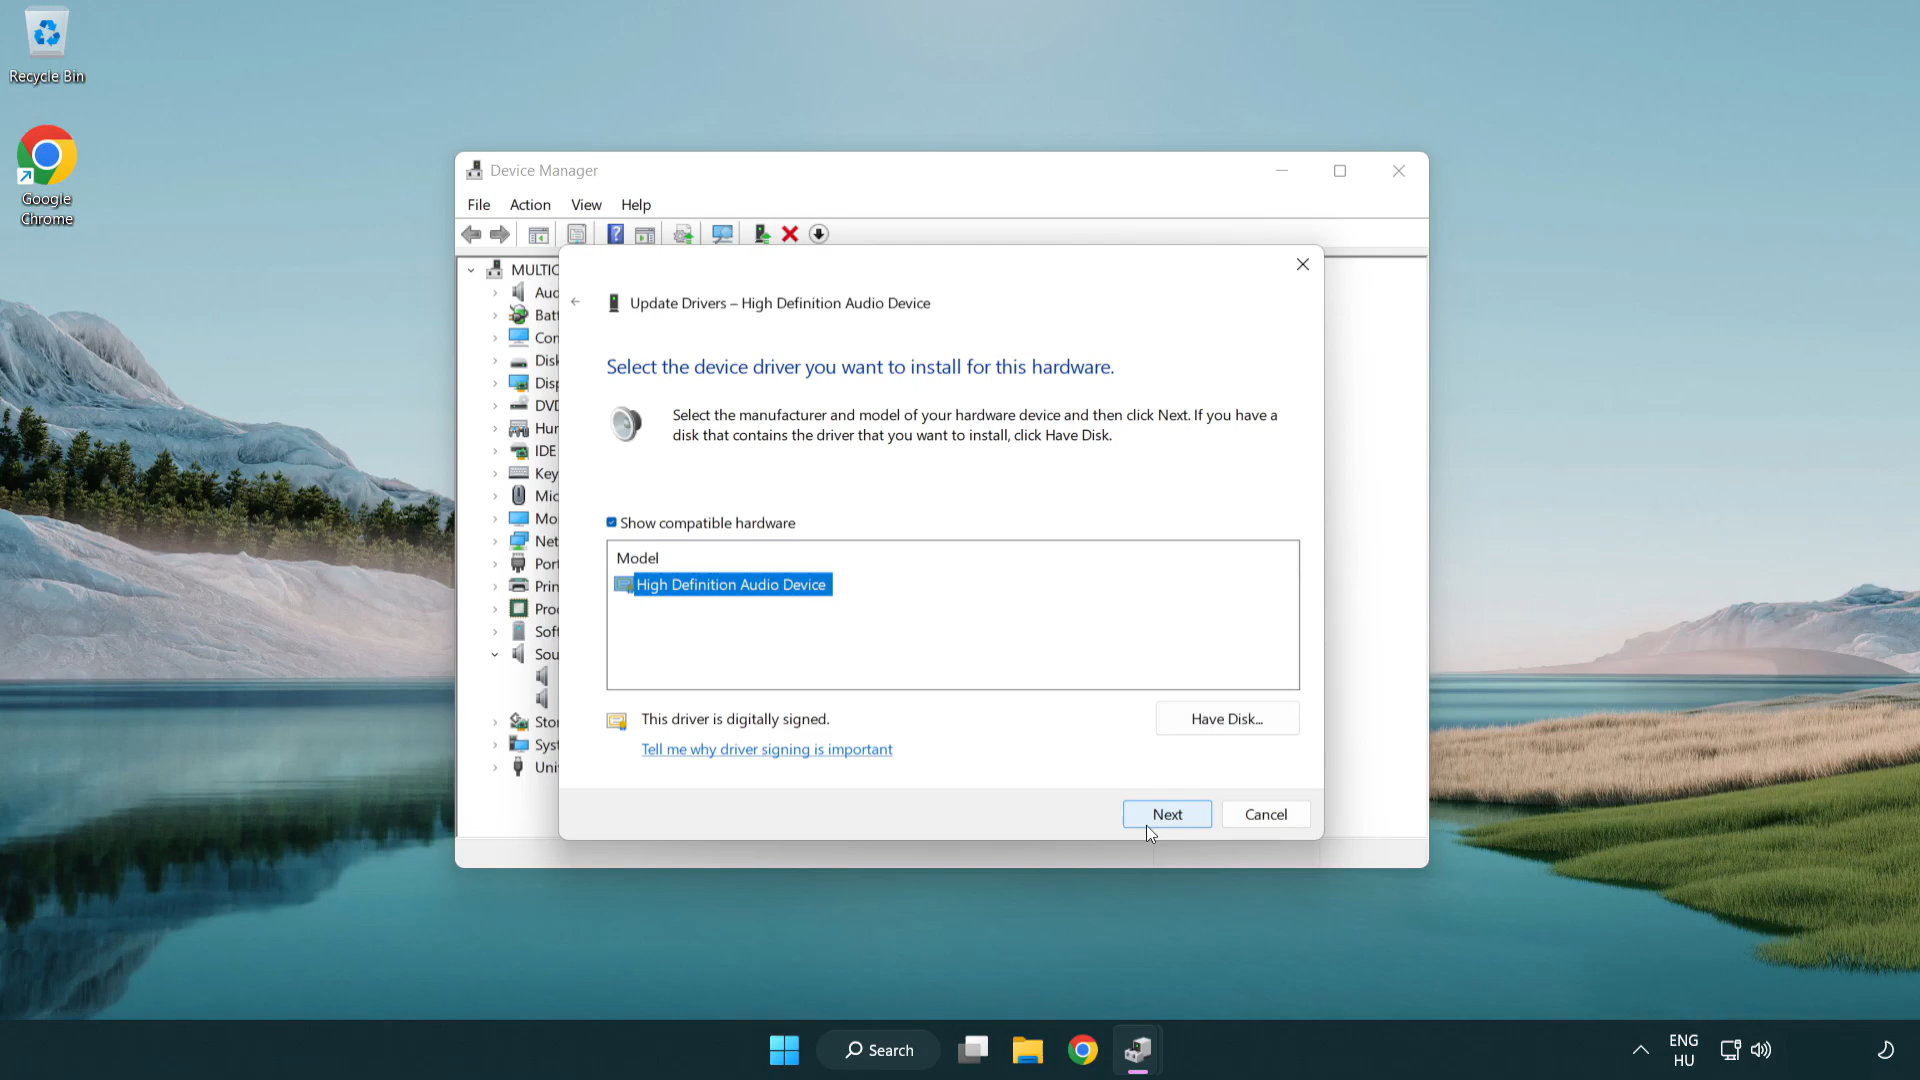 Recycle Bin
Google
Chrome
Device Manager
File Action View Help
MULTIC
Aud
Batt
Com
Disk
Disp
DVD
Hur
IDE
Key
Mic
Mo
Net
Port
Prin
Proc
Soft
Sou
Stor
Syst
Uni
Update Drivers – High Definition Audio Device
Select the device driver you want to install for this hardware.
Select the manufacturer and model of your hardware device and then click Next. If you have a
disk that contains the driver that you want to install, click Have Disk.
Show compatible hardware
Model
High Definition Audio Device
This driver is digitally signed.
Have Disk...
Tell me why driver signing is important
Next
Cancel
Search
ENG
HU